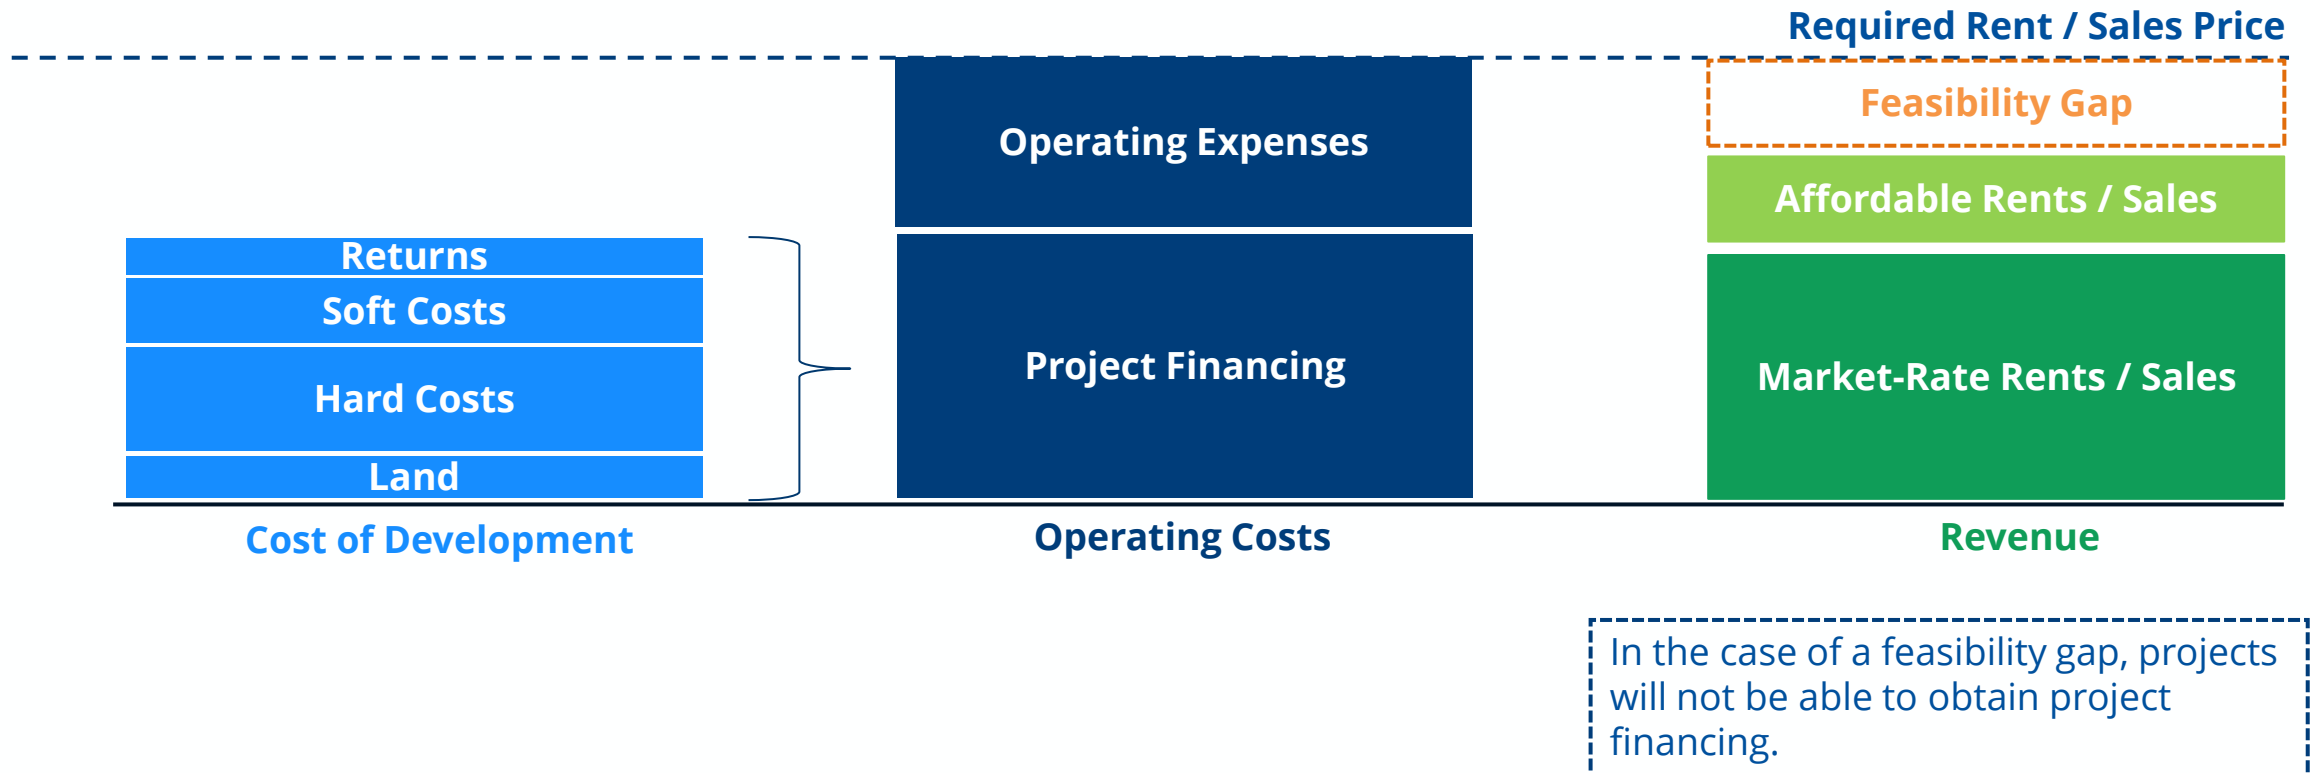 Required Rent / Sales Price
Feasibility Gap
Operating Expenses
Affordable Rents / Sales
Returns
Soft Costs
Project Financing
Market-Rate Rents / Sales
Hard Costs
Land
Cost of Development
Operating Costs
Revenue
In the case of a feasibility gap, projects
will not be able to obtain project
financing.